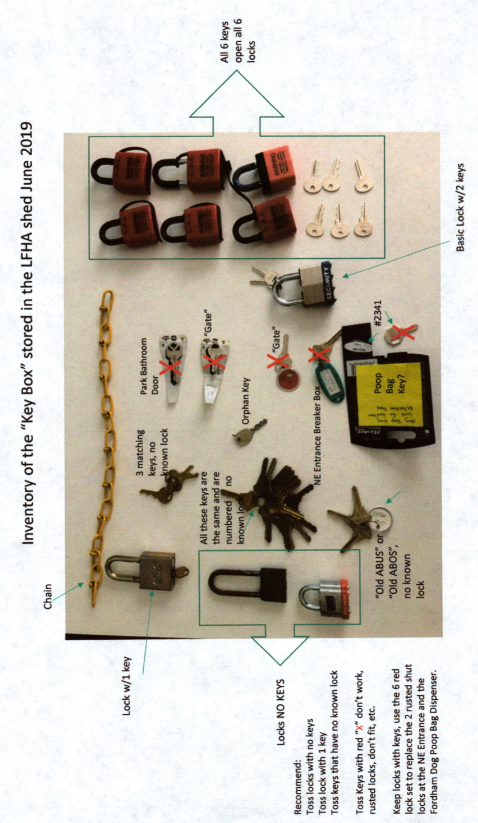 Inventory of the "Key Box" stored in the LFHA shed June 2019
Chain
Lock w/1 key
3 matching
keys, no
known lock
Park Bathroom
Door
"Gate"
All 6 keys
open all 6
locks
All these keys are
the same and are
numbered no
known lock
Orphan Key
"Gate"
NE Entrance Breaker Box
SECURITY
Basic Lock w/2 keys
Locks NO KEYS
"Old ABUS" or
"Old ABOS",
no known
lock
Poop
Bag
Key?
#2341
Recommend:
Toss locks with no keys
Toss lock with 1 key
Toss keys that have no known lock
Toss Keys with red "X" don't work,
rusted locks, don't fit, etc.
Keep locks with keys, use the 6 red
lock set to replace the 2 rusted shut
locks at the NE Entrance and the
Fordham Dog Poop Bag Dispenser.